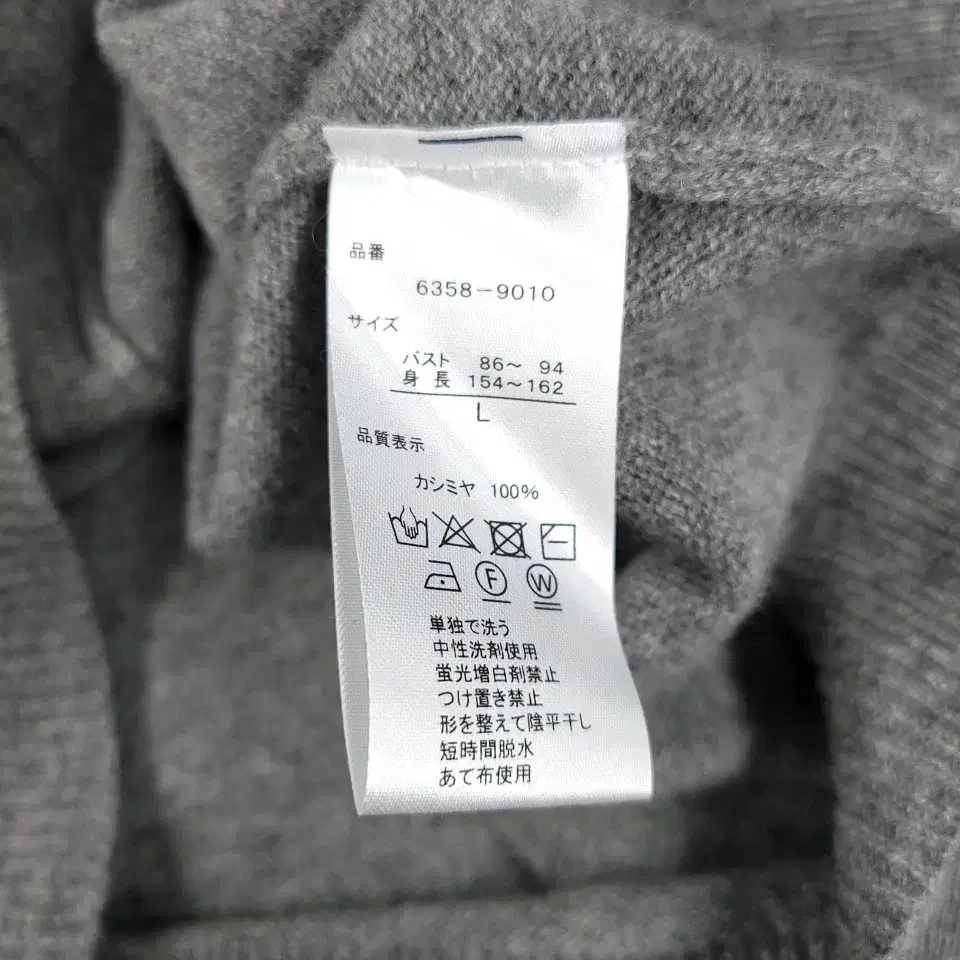 品番
6358-9010
サイズ
バスト 86～ 94
身 長 154～162
L
品質表示
カシミヤ 100%
F W
単独で洗う
中性洗剤使用
蛍光増白剤禁止
つけ置き禁止
形を整えて陰平干し
短時間脱水
あて布使用